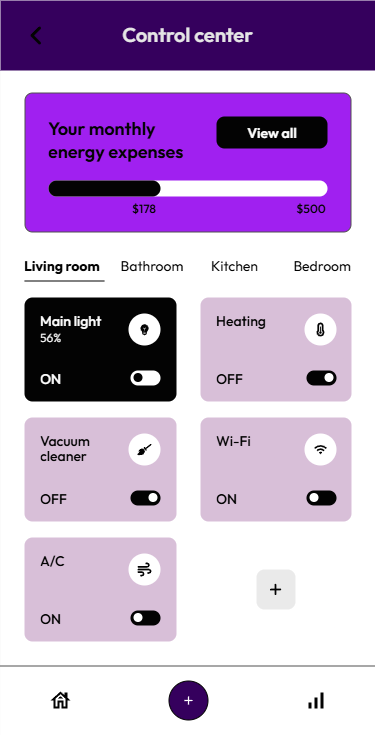 Control center
Your monthly
energy expenses
View all
$178
$500
Living room
Bathroom
Kitchen
Bedroom
Main light
56%
ON
Heating
OFF
Vacuum
cleaner
OFF
Wi-Fi
ON
A/C
ON
+
+